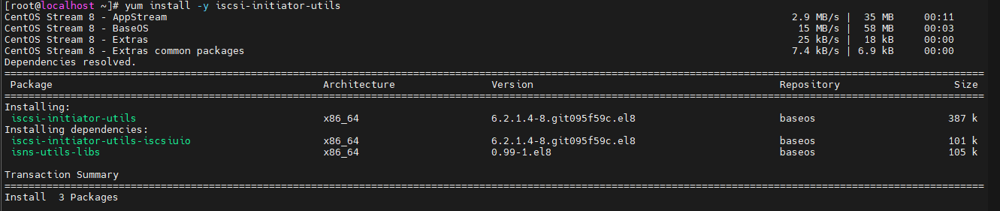 [root@localhost ~]# yum install -y iscsi-initiator-utils
CentOS Stream 8 - AppStream 2.9 MB/s | 35 MB 00:11
CentOS Stream 8 - BaseOS 15 MB/s | 58 MB 00:03
CentOS Stream 8 - Extras 25 kB/s | 18 kB 00:00
CentOS Stream 8 - Extras common packages 7.4 kB/s | 6.9 kB 00:00
Dependencies resolved.
Package Architecture Version Repository Size
Installing:
iscsi-initiator-utils x86_64 6.2.1.4-8.git095f59c.el8 baseos 387 k
Installing dependencies:
iscsi-initiator-utils-iscsiuio x86_64 6.2.1.4-8.git095f59c.el8 baseos 101 k
isns-utils-libs x86_64 0.99-1.el8 baseos 105 k
Transaction Summary
Install 3 Packages